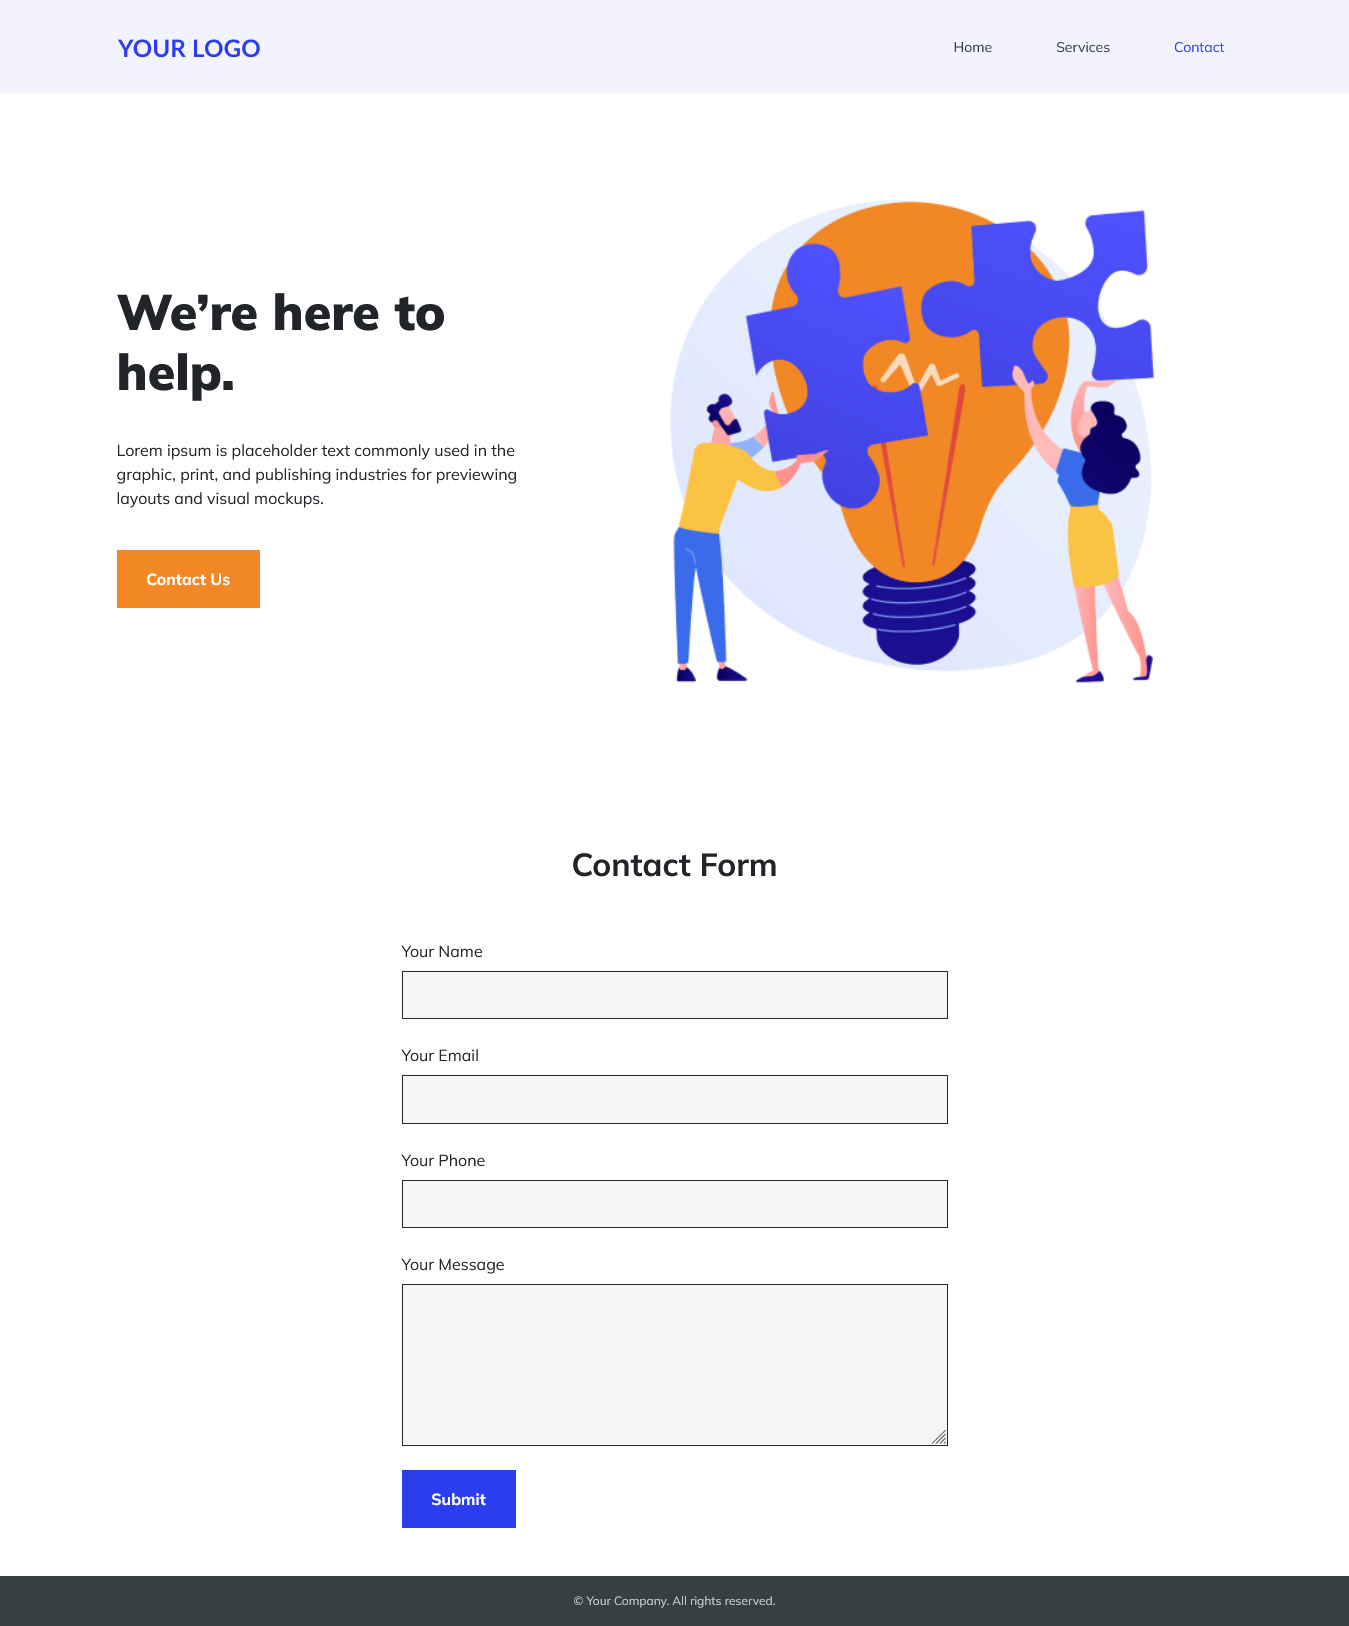 YOUR LOGO
Home
Services
Contact
We’re here to
help.
Lorem ipsum is placeholder text commonly used in the
graphic, print, and publishing industries for previewing
layouts and visual mockups.
Contact Us
Contact Form
Your Name
Your Email
Your Phone
Your Message
Submit
© Your Company. All rights reserved.